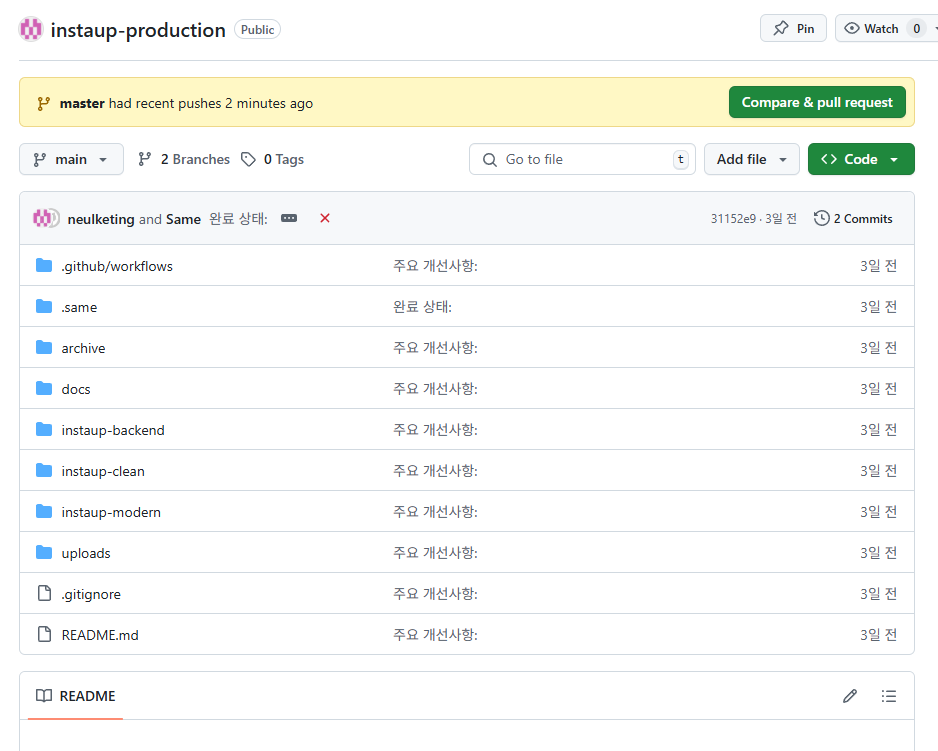 instaup-production Public Pin Watch 0
master had recent pushes 2 minutes ago Compare & pull request
main 2 Branches 0 Tags Go to file t Add file Code
neulketing and Same 완료 상태: 31152e9 · 3일 전 2 Commits
.github/workflows 주요 개선사항: 3일 전
.same 완료 상태: 3일 전
archive 주요 개선사항: 3일 전
docs 주요 개선사항: 3일 전
instaup-backend 주요 개선사항: 3일 전
instaup-clean 주요 개선사항: 3일 전
instaup-modern 주요 개선사항: 3일 전
uploads 주요 개선사항: 3일 전
.gitignore 주요 개선사항: 3일 전
README.md 주요 개선사항: 3일 전
README